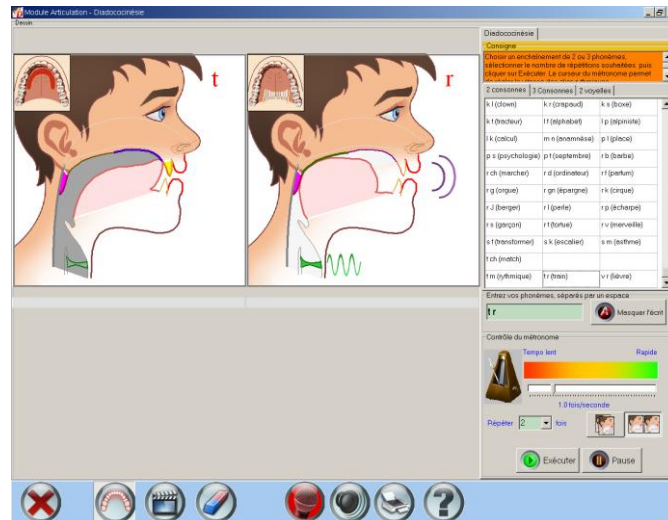 Module Articulation - Diadococinésie
Dessin
t
r
Diadococinésie
Consigne
Choisir un enchaînement de 2 ou 3 phonèmes,
sélectionner le nombre de répétitions souhaitées puis
cliquer sur Exécuter. Le curseur du métronome permet
2 consonnes
3 Consonnes
2 voyelles
k l (clown)
k r (crapaud)
k s (boxe)
k t (tracteur)
l f (alphabet)
l p (alpiniste)
l k (calcul)
m n (anamnèse)
p l (place)
p s (psychologie)
p t (septembre)
r b (barbe)
r ch (marcher)
r d (ordinateur)
r f (parfum)
r g (orgue)
r gn (épargne)
r k (cirque)
r J (berger)
r l (perle)
r p (écharpe)
r s (garçon)
r t (tortue)
r v (merveille)
s t (transformer)
s k (escalier)
s m (asthme)
t ch (match)
t m (rythmique)
t r (train)
v r (lièvre)
Entrez vos phonèmes, séparés par un espace
t r
A
Masquer l'écrit
Contrôle du métronome
Tempo lent
Rapide
1.0 fois/seconde
Répéter
2
fois
Exécuter
Pause
?